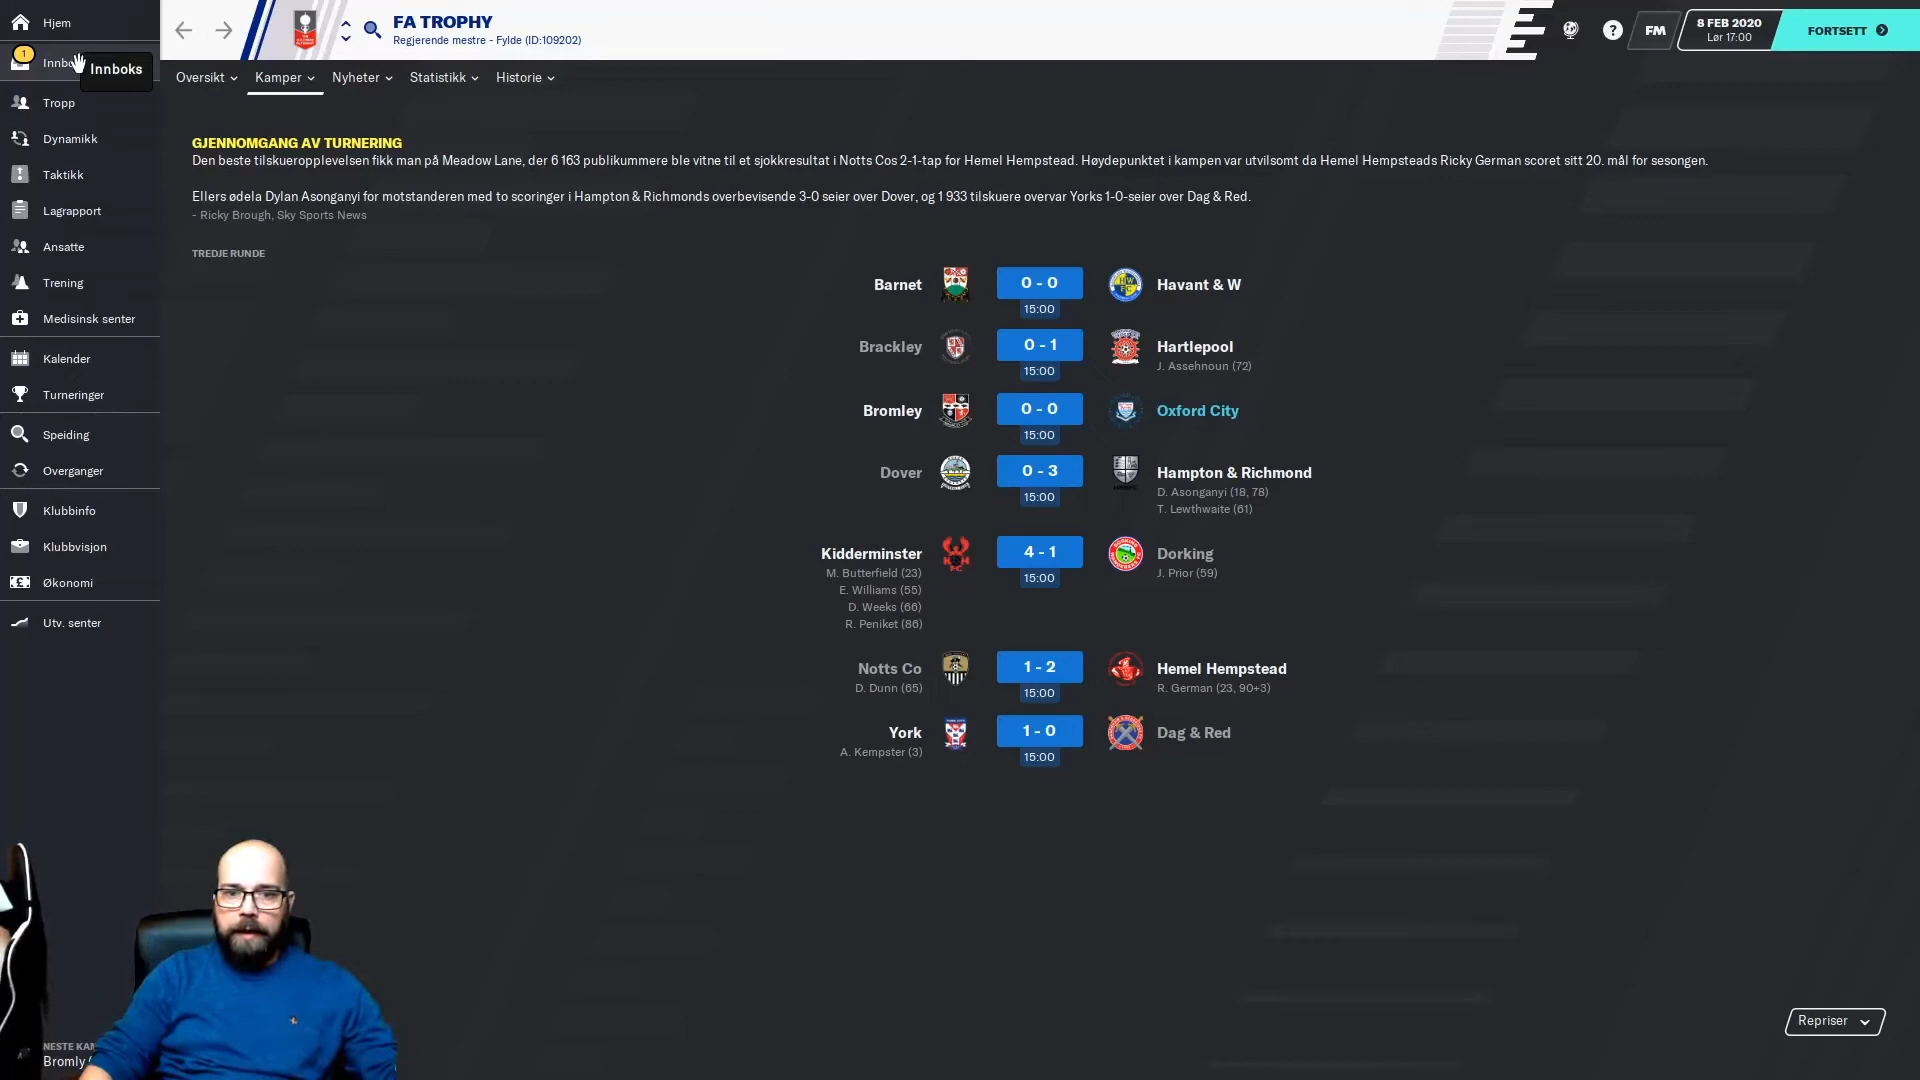 Hjem
1
Innbo
Innboks
Tropp
Dynamikk
Taktikk
Lagrapport
Ansatte
Trening
Medisinsk senter
Kalender
Turneringer
Speiding
Overganger
Klubbinfo
Klubbvisjon
Økonomi
Utv. senter
FA TROPHY
Regjerende mestre - Fylde (ID:109202)
FM
8 FEB 2020
Lør 17:00
FORTSETT
Oversikt
Kamper
Nyheter
Statistikk
Historie
GJENNOMGANG AV TURNERING
Den beste tilskueropplevelsen fikk man på Meadow Lane, der 6 163 publikummere ble vitne til et sjokkresultat i Notts Cos 2-1-tap for Hemel Hempstead. Høydepunktet i kampen var utvilsomt da Hemel Hempsteads Ricky German scoret sitt 20. mål for sesongen.
Ellers ødela Dylan Asonganyi for motstanderen med to scoringer i Hampton & Richmonds overbevisende 3-0 seier over Dover, og 1 933 tilskuere overvar Yorks 1-0-seier over Dag & Red.
- Ricky Brough, Sky Sports News
TREDJE RUNDE
Barnet 0 - 0 Havant & W
15:00
Brackley 0 - 1 Hartlepool
15:00 J. Assehnoun (72)
Bromley 0 - 0 Oxford City
15:00
Dover 0 - 3 Hampton & Richmond
15:00 D. Asonganyi (18, 78)
T. Lewthwaite (61)
Kidderminster 4 - 1 Dorking
M. Butterfield (23) 15:00 J. Prior (59)
E. Williams (55)
D. Weeks (66)
R. Peniket (86)
Notts Co 1 - 2 Hemel Hempstead
D. Dunn (65) 15:00 R. German (23, 90+3)
York 1 - 0 Dag & Red
A. Kempster (3) 15:00
Repriser
NESTE KA
Bromly